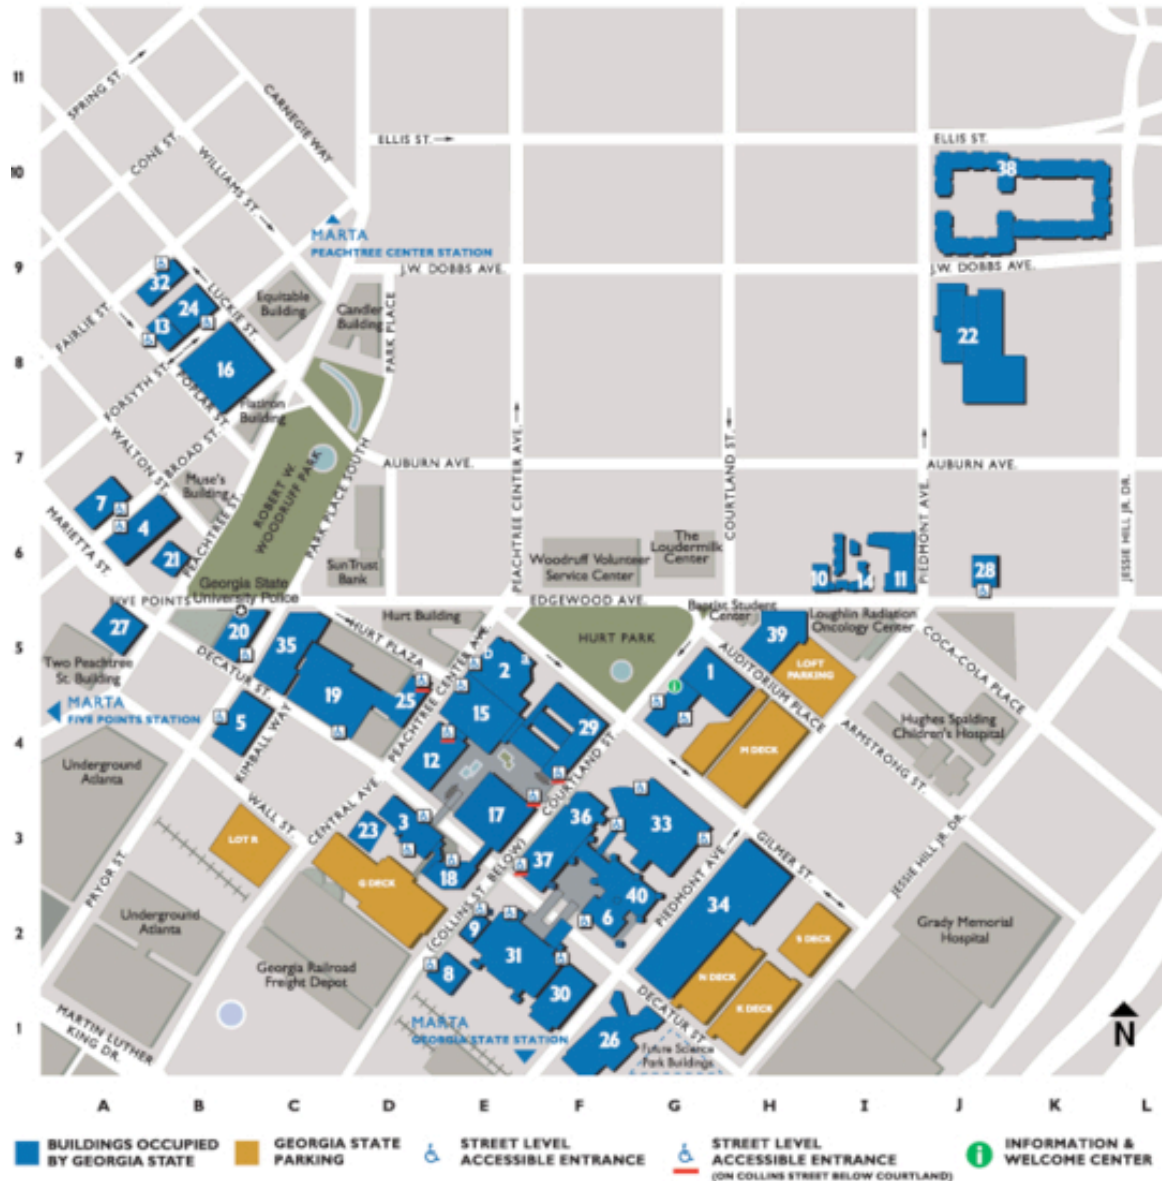 11
SPRING ST.
CARNEGIE WAY
CONE ST.
ELLIS ST.
ELLIS ST.
10
WILLIAMS ST.
38
MARTA
PEACHTREE CENTER STATION
9
J.W. DOBBS AVE.
J.W. DOBBS AVE.
32
24
13
LUCKIE ST.
Equitable
Building
Candler
Building
PARK PLACE
FAIRLIE ST.
22
8
16
FORSYTH ST.
POPLAR ST.
Flatiron
Building
WALTON ST.
BROAD ST.
7
AUBURN AVE.
AUBURN AVE.
PEACHTREE CENTER AVE.
COURTLAND ST.
PIEDMONT AVE.
JESSIE HILL JR. DR.
ROBERT W.
WOODRUFF PARK
PARK PLACE SOUTH
Muse's
Building
PEACHTREE ST.
7
4
21
MARIETTA ST.
6
SunTrust
Bank
Woodruff Volunteer
Service Center
The
Loudermilk
Center
10
14
11
28
Georgia State
University Police
FIVE POINTS
EDGEWOOD AVE.
Baptist Student
Center
Loughlin Radiation
Oncology Center
Hurt Building
HURT PLAZA
HURT PARK
27
20
35
5
39
COCA-COLA PLACE
Two Peachtree
St. Building
DECATUR ST.
PEACHTREE CENTER AVE.
D
2
1
AUDITORIUM PLACE
LOFT
PARKING
MARTA
FIVE POINTS STATION
19
25
15
29
5
4
KIMBALL WAY
12
COURTLAND ST.
M DECK
ARMSTRONG ST.
Hughes Spalding
Children's Hospital
Underground
Atlanta
WALL ST.
CENTRAL AVE
17
36
33
3
LOT R
23
3
G DECK
18
37
(COLLINS ST. BELOW)
GILMER ST.
JESSIE HILL JR. DR.
PRYOR ST.
40
6
PIEDMONT AVE.
34
Underground
Atlanta
2
9
31
S DECK
Grady Memorial
Hospital
Georgia Railroad
Freight Depot
8
30
N DECK
K DECK
DECATUR ST.
MARTIN LUTHER
KING DR.
1
MARTA
GEORGIA STATE STATION
26
Future Science
Park Buildings
N
A B C D E F G H I J K L
BUILDINGS OCCUPIED
BY GEORGIA STATE
GEORGIA STATE
PARKING
STREET LEVEL
ACCESSIBLE ENTRANCE
STREET LEVEL
ACCESSIBLE ENTRANCE
(ON COLLINS STREET BELOW COURTLAND)
i
INFORMATION &
WELCOME CENTER